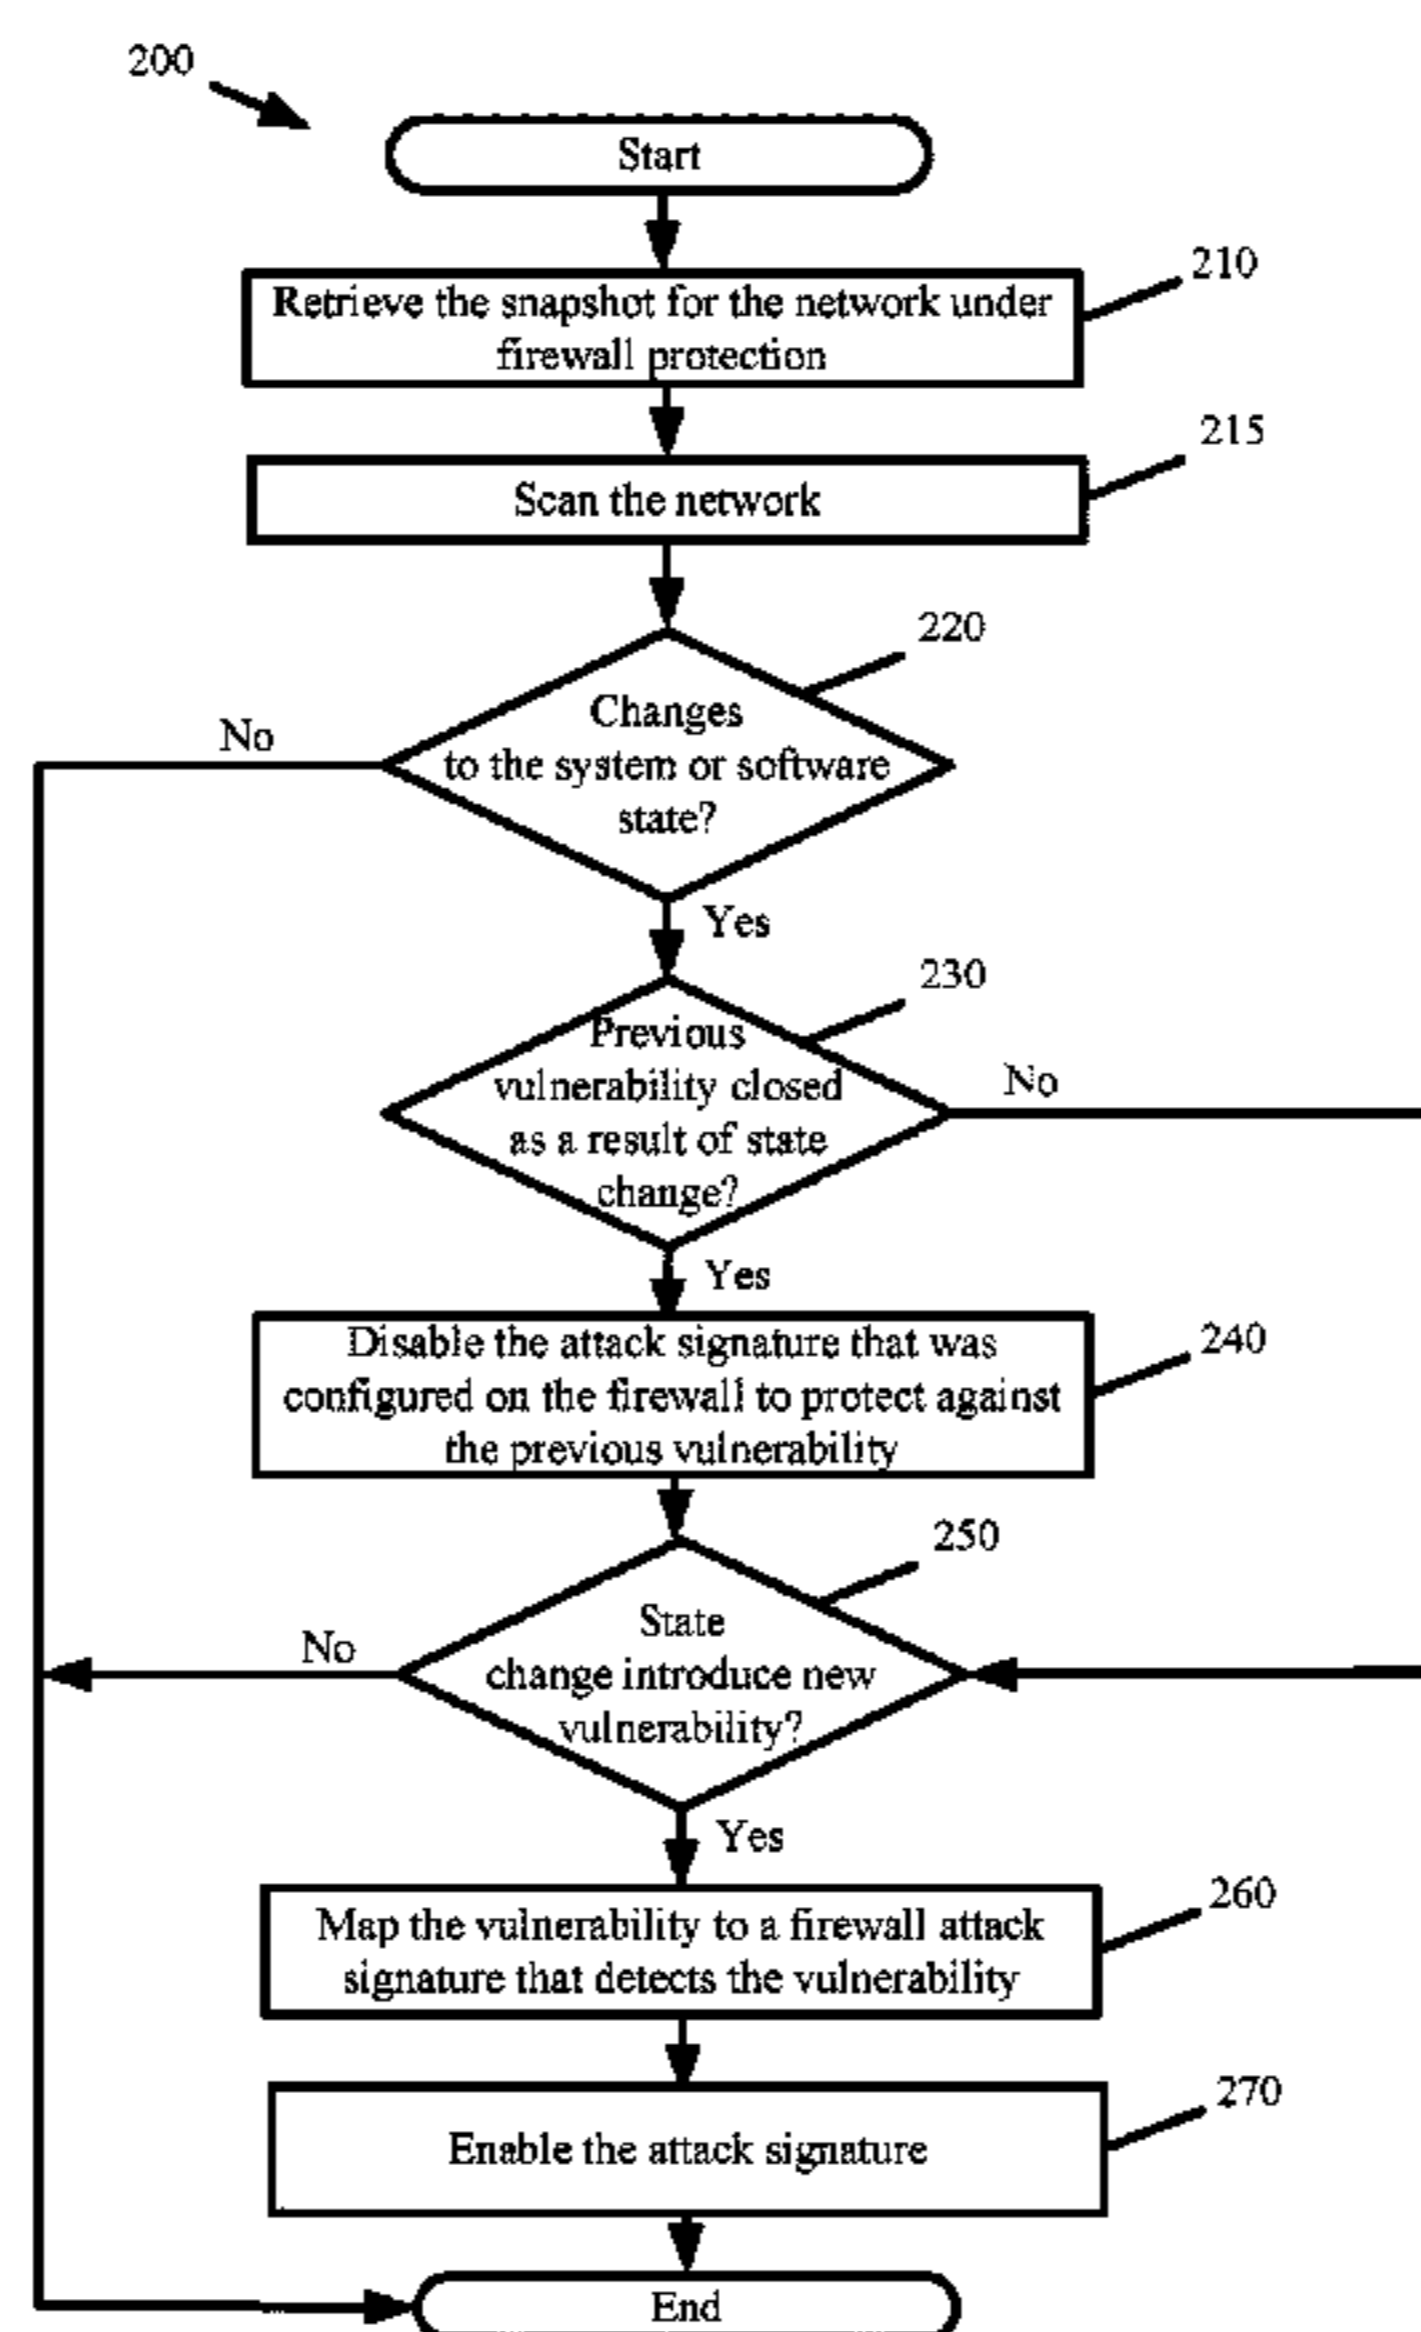 200
Start
210
Retrieve the snapshot for the network under
firewall protection
215
Scan the network
220
Changes
to the system or software
state?
No
Yes
230
Previous
vulnerability closed
as a result of state
change?
No
Yes
240
Disable the attack signature that was
configured on the firewall to protect against
the previous vulnerability
250
State
change introduce new
vulnerability?
No
Yes
260
Map the vulnerability to a firewall attack
signature that detects the vulnerability
270
Enable the attack signature
End